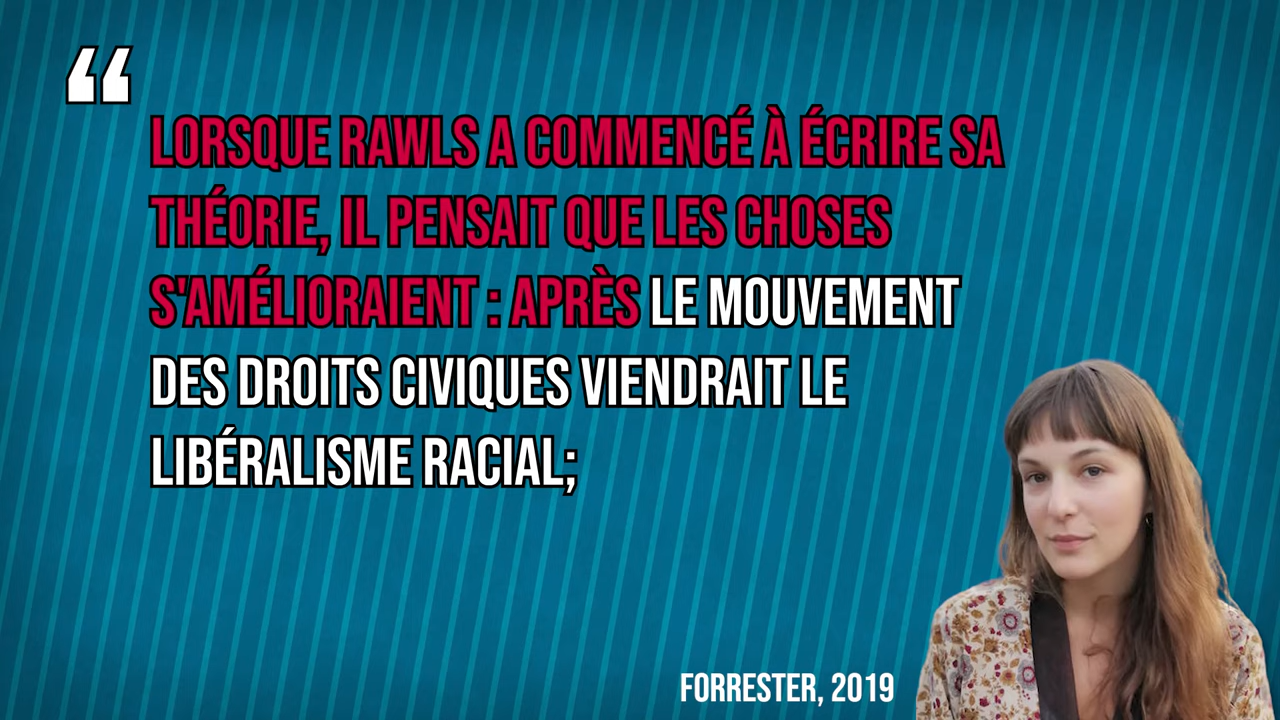 “
LORSQUE RAWLS A COMMENCÉ À ÉCRIRE SA
THÉORIE, IL PENSAIT QUE LES CHOSES
S'AMÉLIORAIENT : APRÈS LE MOUVEMENT
DES DROITS CIVIQUES VIENDRAIT LE
LIBÉRALISME RACIAL;
FORRESTER, 2019